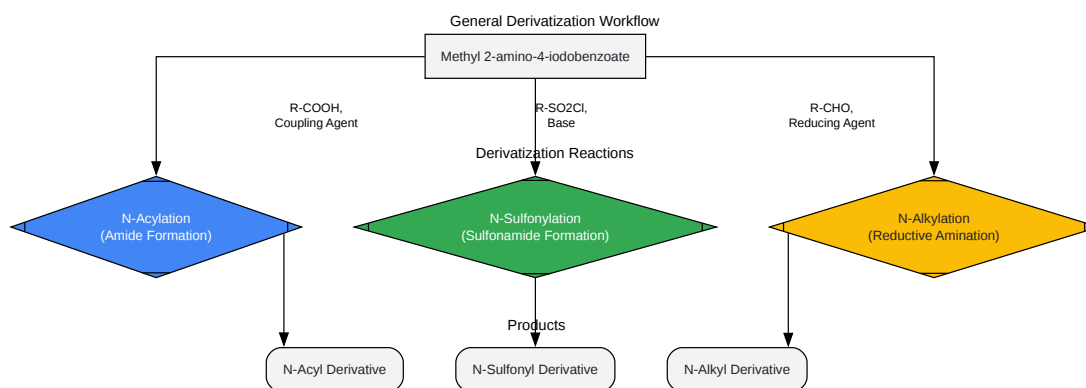 General Derivatization Workflow
Methyl 2-amino-4-iodobenzoate
R-COOH,
Coupling Agent
R-SO2Cl,
Base
R-CHO,
Reducing Agent
Derivatization Reactions
N-Acylation
(Amide Formation)
N-Sulfonylation
(Sulfonamide Formation)
N-Alkylation
(Reductive Amination)
Products
N-Acyl Derivative
N-Sulfonyl Derivative
N-Alkyl Derivative